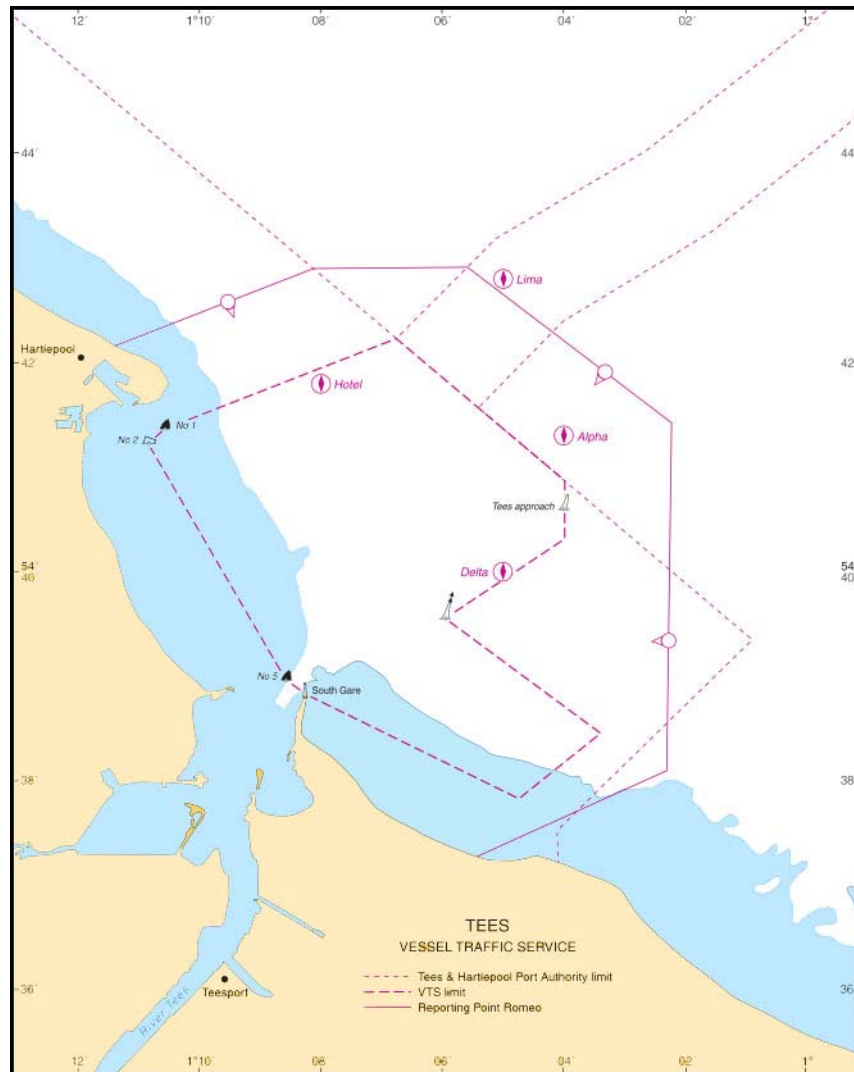 12´ 1°10´ 08´ 06´ 04´ 02´ 1°
44´ 44´
Lima
Hartlepool
42´ 42´
Hotel
No 1
No 2
Alpha
Tees approach
54° 54°
40´ 40´
Delta
No 5
South Gare
38´ 38´
TEES
VESSEL TRAFFIC SERVICE
Tees & Hartlepool Port Authority limit
VTS limit
Reporting Point Romeo
Teesport
River Tees
36´ 36´
12´ 1°10´ 08´ 06´ 04´ 02´ 1°